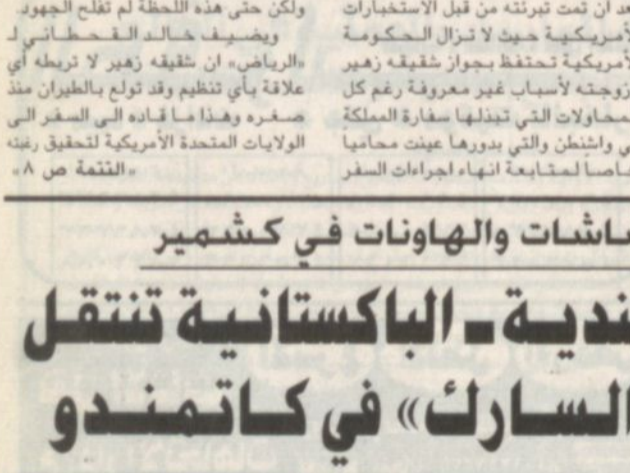 بعد ان تمت تبرئته من قبل الاستخبارات
الأمريكية حيث لا تزال الحكومة
الأمريكية تحتفظ بجواز شقيقه زهير
وزوجته لأسباب غير معروفة رغم كل
المحاولات التي تبذلها سفارة المملكة
في واشنطن والتي بدورها عينت محامياً
خاصاً لمتابعة انهاء اجراءات السفر
ولكن حتى هذه اللحظة لم تفلح الجهود.
ويضيف خالد القحطاني لـ
«الرياض» ان شقيقه زهير لا تربطه أي
علاقة بأي تنظيم وقد تولع بالطيران منذ
صغره وهذا ما قاده الى السفر الى
الولايات المتحدة الأمريكية لتحقيق رغبته
«التتمة ص ٨»
ـاشات والهاونات في كشمير
ـندية ـ الباكستانية تنتقل
السارك» في كاتمندو